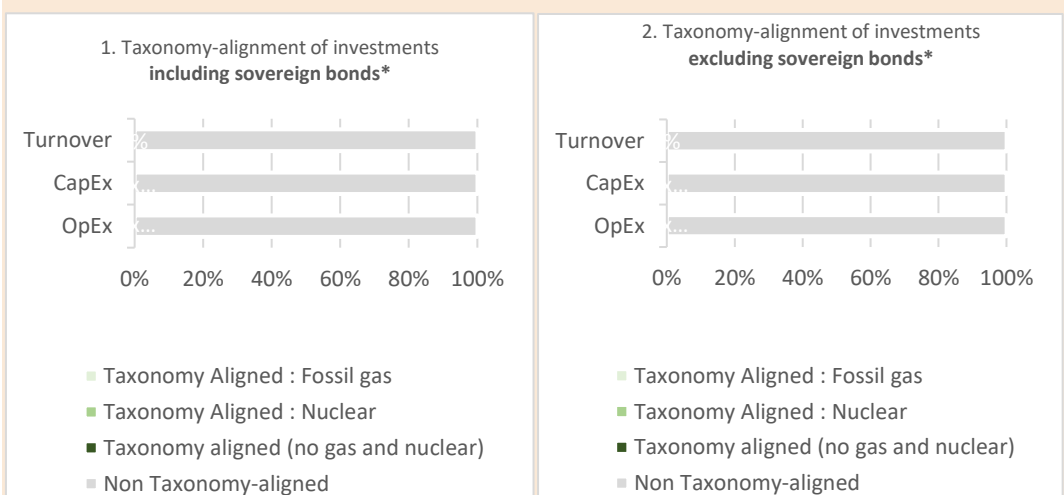 1. Taxonomy-alignment of investments
including sovereign bonds*
Turnover
CapEx
OpEx
%
x...
x...
0% 20% 40% 60% 80% 100%
Taxonomy Aligned : Fossil gas
Taxonomy Aligned : Nuclear
Taxonomy aligned (no gas and nuclear)
Non Taxonomy-aligned
2. Taxonomy-alignment of investments
excluding sovereign bonds*
Turnover
CapEx
OpEx
%
x...
x...
0% 20% 40% 60% 80% 100%
Taxonomy Aligned : Fossil gas
Taxonomy Aligned : Nuclear
Taxonomy aligned (no gas and nuclear)
Non Taxonomy-aligned